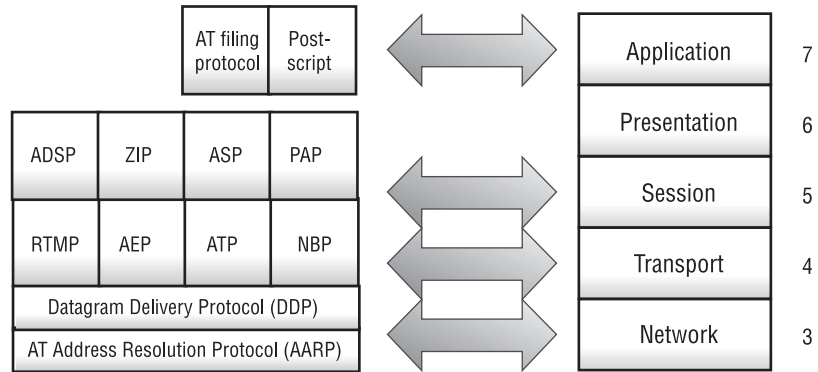 AT filing
protocol
Post-
script
Application
7
Presentation
6
ADSP
ZIP
ASP
PAP
Session
5
RTMP
AEP
ATP
NBP
Transport
4
Datagram Delivery Protocol (DDP)
AT Address Resolution Protocol (AARP)
Network
3